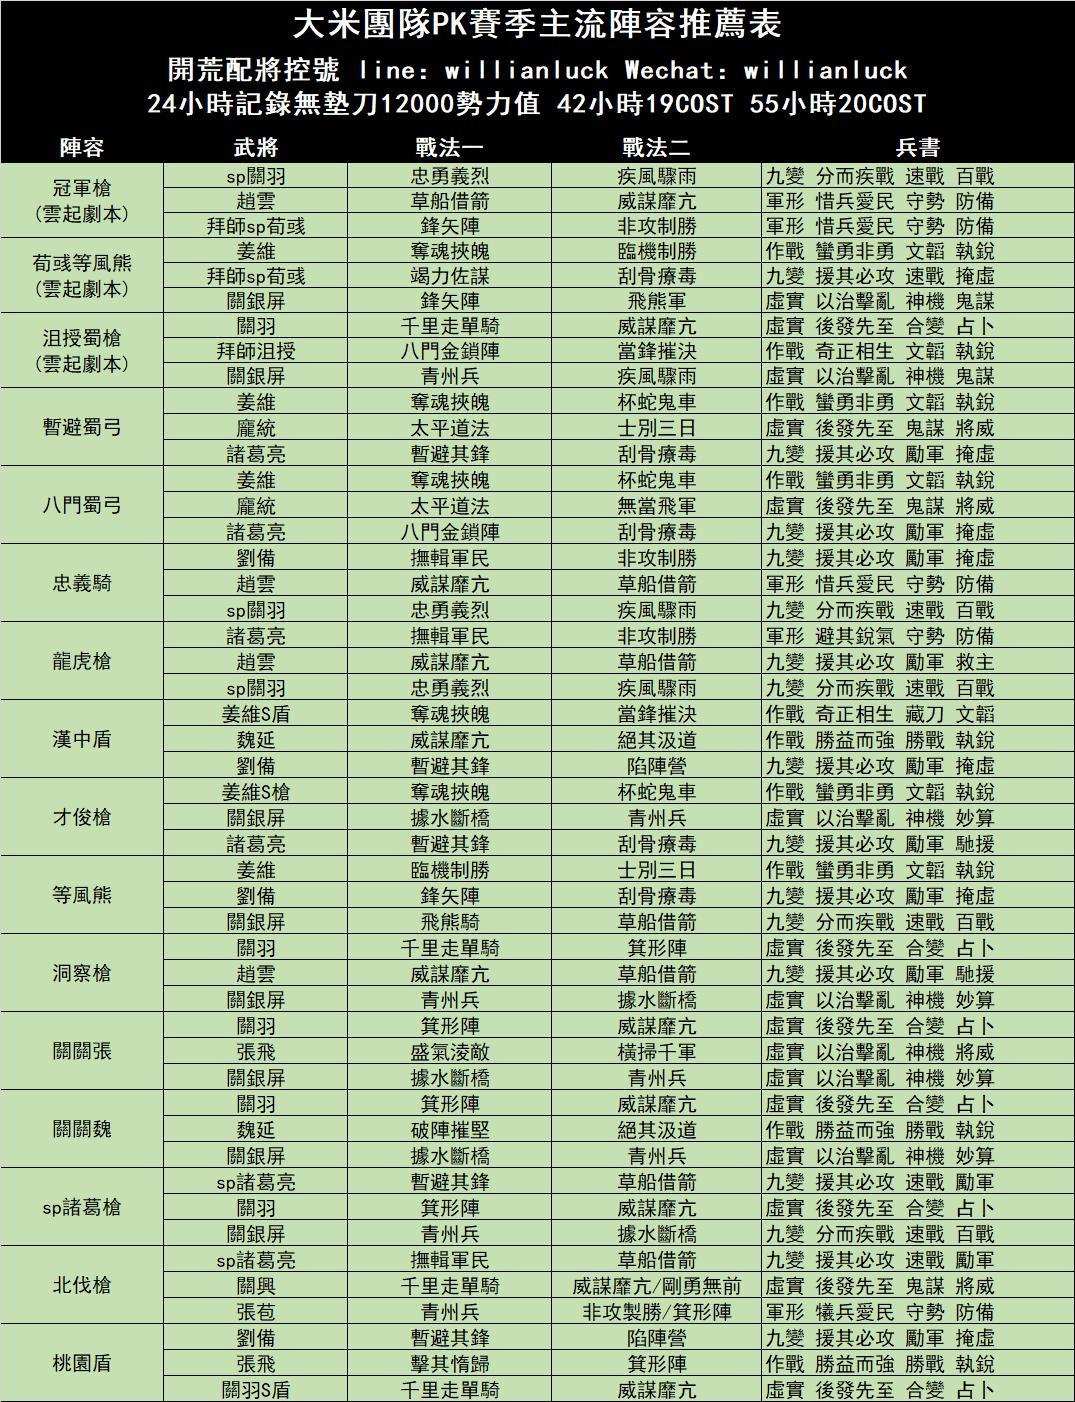 大米團隊PK賽季主流陣容推薦表
開荒配將控號 line: willianluck Wechat: willianluck
24小時記錄無墊刀12000勢力值 42小時19COST 55小時20COST
陣容 武將 戰法一 戰法二 兵書
冠軍槍
(雲起劇本)
sp關羽 忠勇義烈 疾風驟雨 九變 分而疾戰 速戰 百戰
趙雲 草船借箭 威謀靡亢 軍形 惜兵愛民 守勢 防備
拜師sp荀彧 鋒矢陣 非攻制勝 軍形 惜兵愛民 守勢 防備
荀彧等風熊
(雲起劇本)
姜維 奪魂挾魄 臨機制勝 作戰 蠻勇非勇 文韜 執銳
拜師sp荀彧 竭力佐謀 刮骨療毒 九變 援其必攻 速戰 掩虛
關銀屏 鋒矢陣 飛熊軍 虛實 以治擊亂 神機 鬼謀
沮授蜀槍
(雲起劇本)
關羽 千里走單騎 威謀靡亢 虛實 後發先至 合變 占卜
拜師沮授 八門金鎖陣 當鋒摧決 作戰 奇正相生 文韜 執銳
關銀屏 青州兵 疾風驟雨 虛實 以治擊亂 神機 鬼謀
暫避蜀弓
姜維 奪魂挾魄 杯蛇鬼車 作戰 蠻勇非勇 文韜 執銳
龐統 太平道法 士別三日 虛實 後發先至 鬼謀 將威
諸葛亮 暫避其鋒 刮骨療毒 九變 援其必攻 勵軍 掩虛
八門蜀弓
姜維 奪魂挾魄 杯蛇鬼車 作戰 蠻勇非勇 文韜 執銳
龐統 太平道法 無當飛軍 虛實 後發先至 鬼謀 將威
諸葛亮 八門金鎖陣 刮骨療毒 九變 援其必攻 勵軍 掩虛
忠義騎
劉備 撫輯軍民 非攻制勝 九變 援其必攻 勵軍 掩虛
趙雲 威謀靡亢 草船借箭 軍形 惜兵愛民 守勢 防備
sp關羽 忠勇義烈 疾風驟雨 九變 分而疾戰 速戰 百戰
龍虎槍
諸葛亮 撫輯軍民 非攻制勝 軍形 避其銳氣 守勢 防備
趙雲 威謀靡亢 草船借箭 九變 援其必攻 勵軍 救主
sp關羽 忠勇義烈 疾風驟雨 九變 分而疾戰 速戰 百戰
漢中盾
姜維S盾 奪魂挾魄 當鋒摧決 作戰 奇正相生 藏刀 文韜
魏延 威謀靡亢 絕其汲道 作戰 勝益而強 勝戰 執銳
劉備 暫避其鋒 陷陣營 九變 援其必攻 勵軍 掩虛
才俊槍
姜維S槍 奪魂挾魄 杯蛇鬼車 作戰 蠻勇非勇 文韜 執銳
關銀屏 據水斷橋 青州兵 虛實 以治擊亂 神機 妙算
諸葛亮 暫避其鋒 刮骨療毒 九變 援其必攻 勵軍 馳援
等風熊
姜維 臨機制勝 士別三日 作戰 蠻勇非勇 文韜 執銳
劉備 鋒矢陣 刮骨療毒 九變 援其必攻 勵軍 掩虛
關銀屏 飛熊騎 草船借箭 九變 分而疾戰 速戰 百戰
洞察槍
關羽 千里走單騎 箕形陣 虛實 後發先至 合變 占卜
趙雲 威謀靡亢 草船借箭 九變 援其必攻 勵軍 馳援
關銀屏 青州兵 據水斷橋 虛實 以治擊亂 神機 妙算
關關張
關羽 箕形陣 威謀靡亢 虛實 後發先至 合變 占卜
張飛 盛氣淩敵 橫掃千軍 虛實 以治擊亂 神機 將威
關銀屏 據水斷橋 青州兵 虛實 以治擊亂 神機 妙算
關關魏
關羽 箕形陣 威謀靡亢 虛實 後發先至 合變 占卜
魏延 破陣摧堅 絕其汲道 作戰 勝益而強 勝戰 執銳
關銀屏 據水斷橋 青州兵 虛實 以治擊亂 神機 妙算
sp諸葛槍
sp諸葛亮 暫避其鋒 草船借箭 九變 援其必攻 速戰 勵軍
關羽 箕形陣 威謀靡亢 虛實 後發先至 合變 占卜
關銀屏 青州兵 據水斷橋 九變 分而疾戰 速戰 百戰
北伐槍
sp諸葛亮 撫輯軍民 草船借箭 九變 援其必攻 速戰 勵軍
關興 千里走單騎 威謀靡亢/剛勇無前 虛實 後發先至 鬼謀 將威
張苞 青州兵 非攻製勝/箕形陣 軍形 犧兵愛民 守勢 防備
桃園盾
劉備 暫避其鋒 陷陣營 九變 援其必攻 勵軍 掩虛
張飛 擊其惰歸 箕形陣 作戰 勝益而強 勝戰 執銳
關羽S盾 千里走單騎 威謀靡亢 虛實 後發先至 合變 占卜